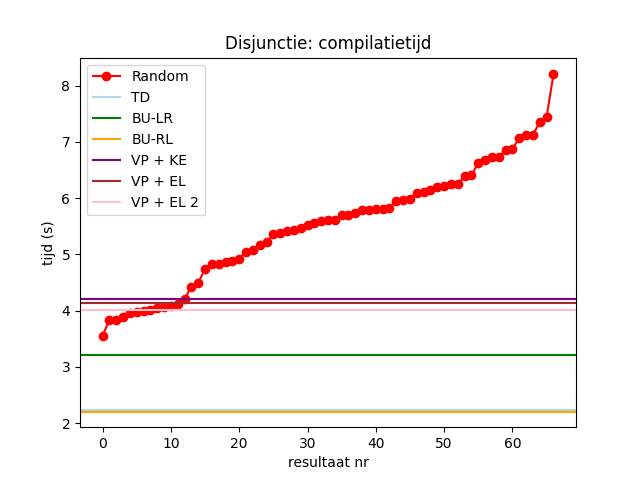 Disjunctie: compilatietijd
Random
TD
BU-LR
BU-RL
VP + KE
VP + EL
VP + EL 2
tijd (s)
8
7
6
5
4
3
2
0 10 20 30 40 50 60
resultaat nr